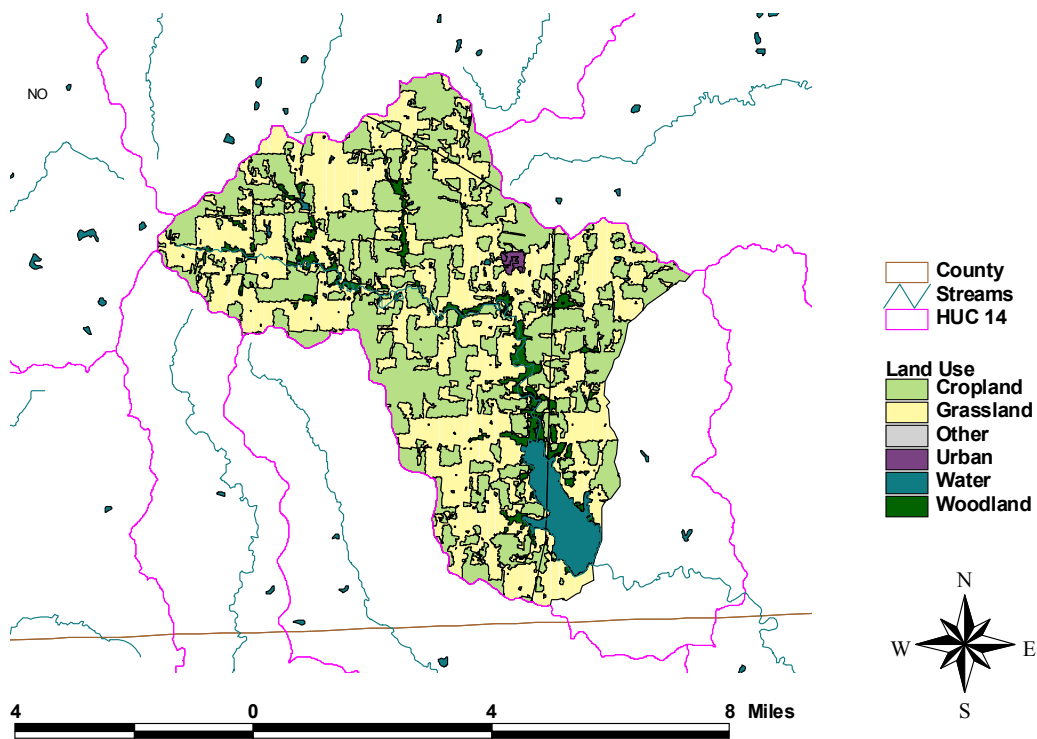 NO
County
Streams
HUC 14
Land Use
Cropland
Grassland
Other
Urban
Water
Woodland
N
W E
S
4 0 4 8 Miles